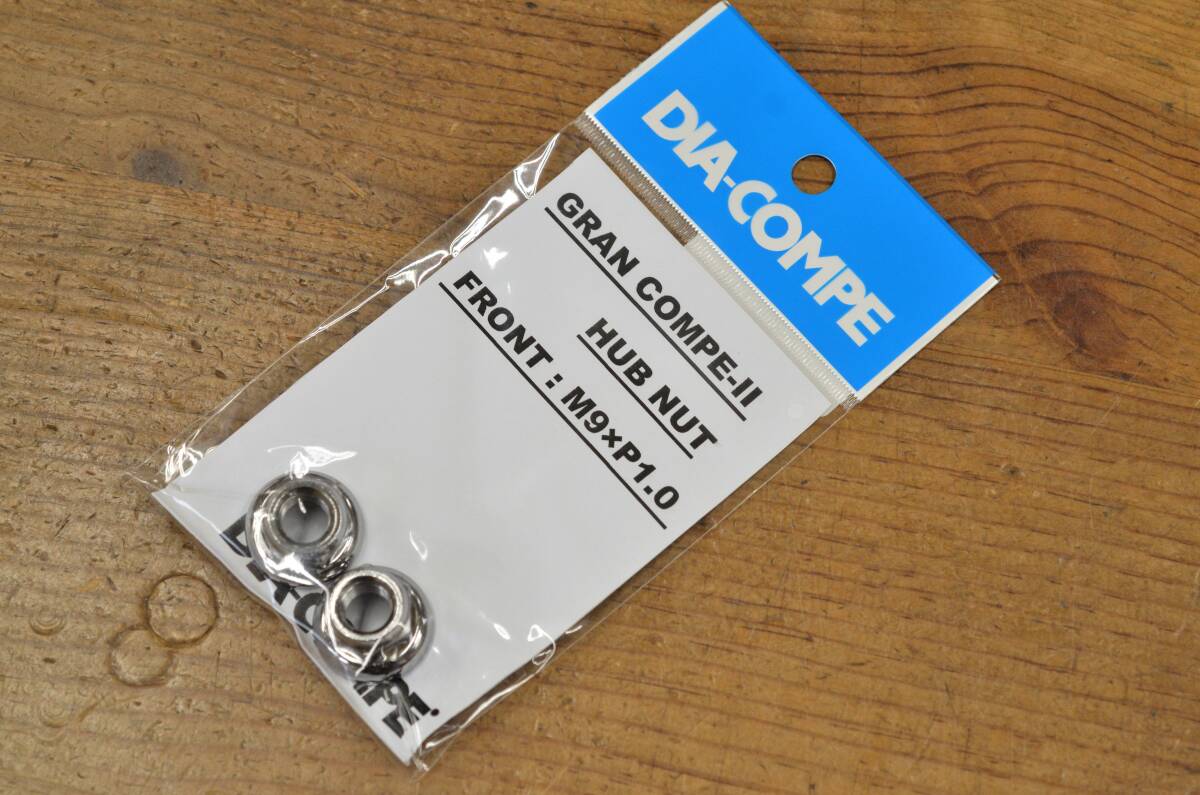 DIA-COMPE
GRAN COMPE-II
HUB NUT
FRONT : M9×P1.0